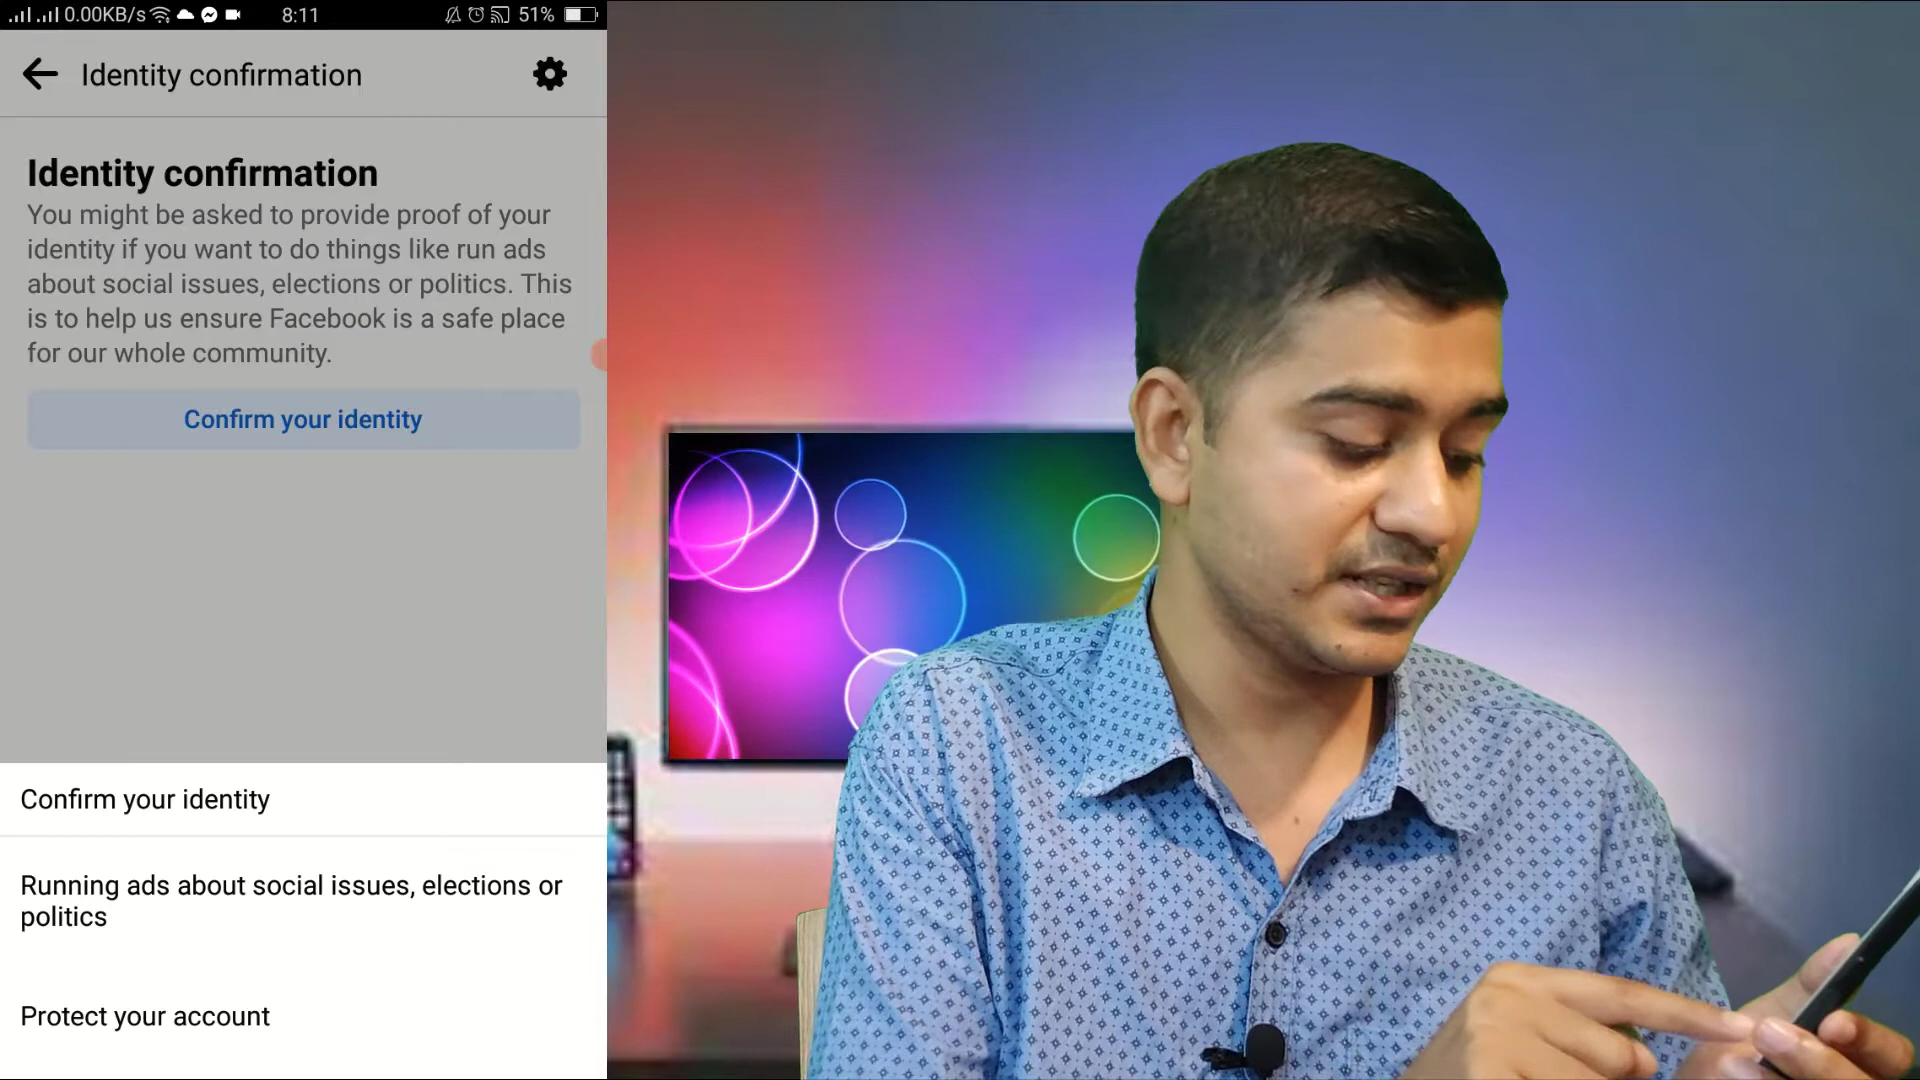 0.00KB/s 8:11 51%
Identity confirmation
Identity confirmation
You might be asked to provide proof of your
identity if you want to do things like run ads
about social issues, elections or politics. This
is to help us ensure Facebook is a safe place
for our whole community.
Confirm your identity
Confirm your identity
Running ads about social issues, elections or
politics
Protect your account